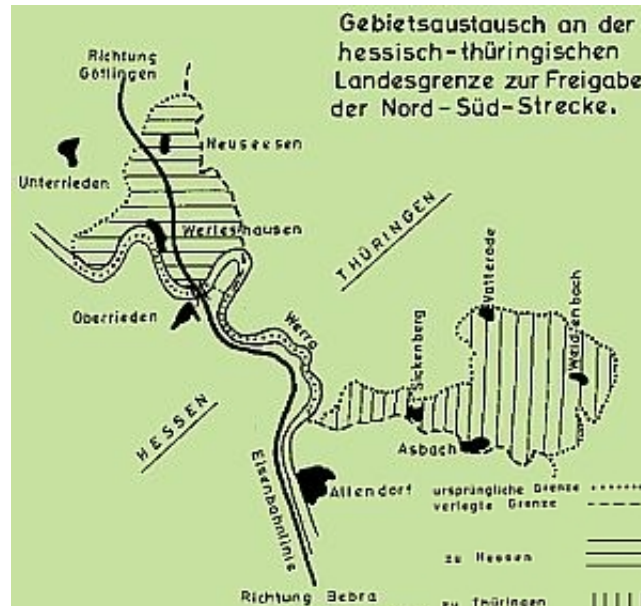 Gebietsaustausch an der
hessisch-thüringischen
Landesgrenze zur Freigabe
der Nord-Süd-Strecke.
Richtung
Göttingen
Neuseesen
Unterrieden
Werleshausen
THÜRINGEN
Oberrieden
Werra
Vatterode
Weidenbach
Sickenberg
HESSEN
Asbach
Eisenbahnlinie
Allendorf
ursprüngliche Grenze
verlegte Grenze
zu Hessen
Richtung Bebra
zu Thüringen